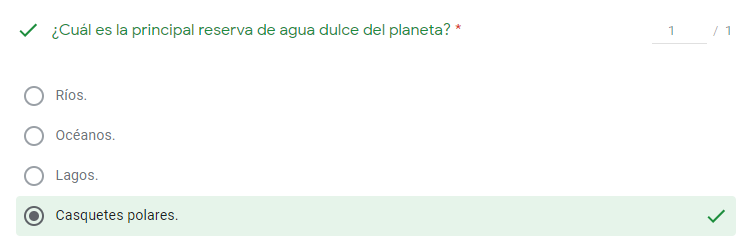 ¿Cuál es la principal reserva de agua dulce del planeta? * 1 / 1
Ríos.
Océanos.
Lagos.
Casquetes polares.